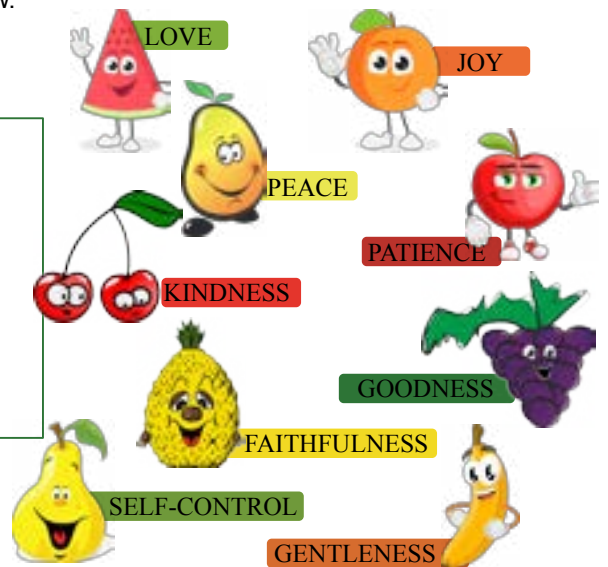 w.
LOVE
JOY
PEACE
PATIENCE
KINDNESS
GOODNESS
FAITHFULNESS
SELF-CONTROL
GENTLENESS